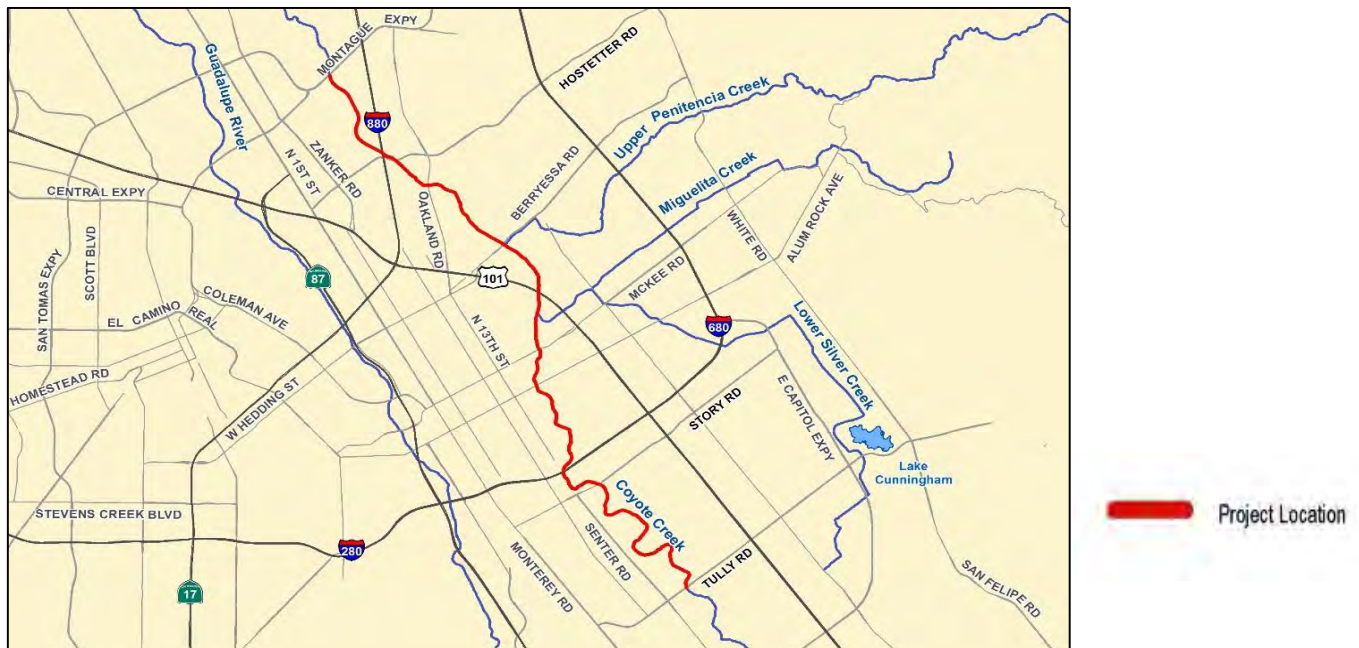 MONTAGUE EXPY
Guadalupe River
HOSTETTER RD
880
Upper Penitencia Creek
N 1ST ST
ZANKER RD
BERRYESSA RD
Miguelita Creek
CENTRAL EXPY
OAKLAND RD
WHITE RD
ALUM ROCK AVE
SAN TOMAS EXPY
SCOTT BLVD
87
101
MCKEE RD
COLEMAN AVE
EL CAMINO REAL
N 13TH ST
680
Lower Silver Creek
HOMESTEAD RD
W HEDDING ST
STORY RD
E CAPITOL EXPY
Lake
Cunningham
STEVENS CREEK BLVD
Coyote Creek
280
SENTER RD
MONTEREY RD
TULLY RD
17
SAN FELIPE RD
Project Location